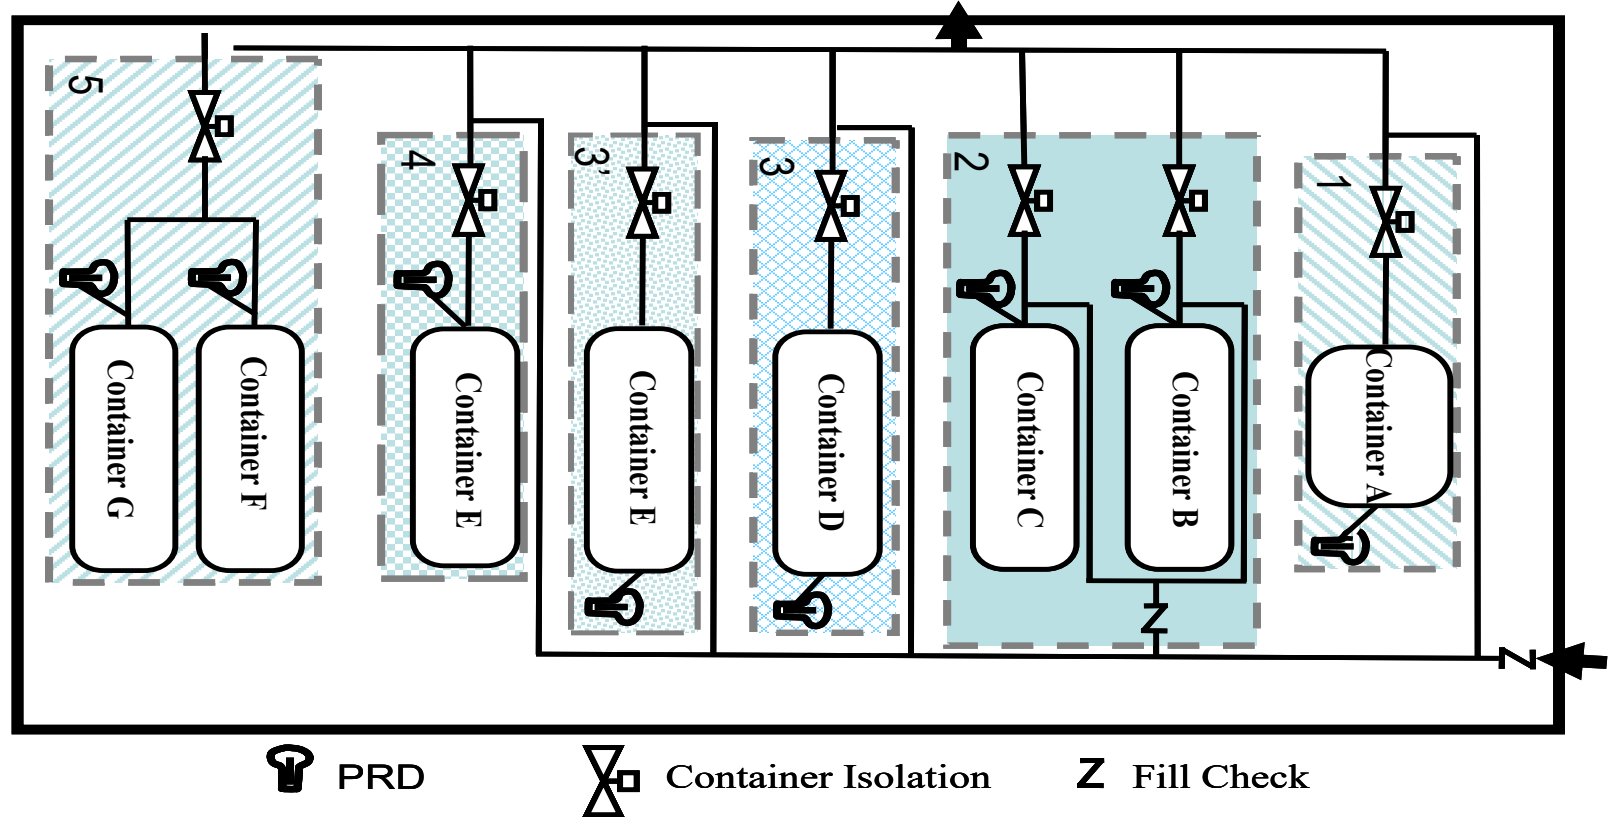 5
4
3'
3
2
1
Container G
Container F
Container E
Container E
Container D
Container C
Container B
Container A
Z
Z
PRD
Container Isolation
Z Fill Check